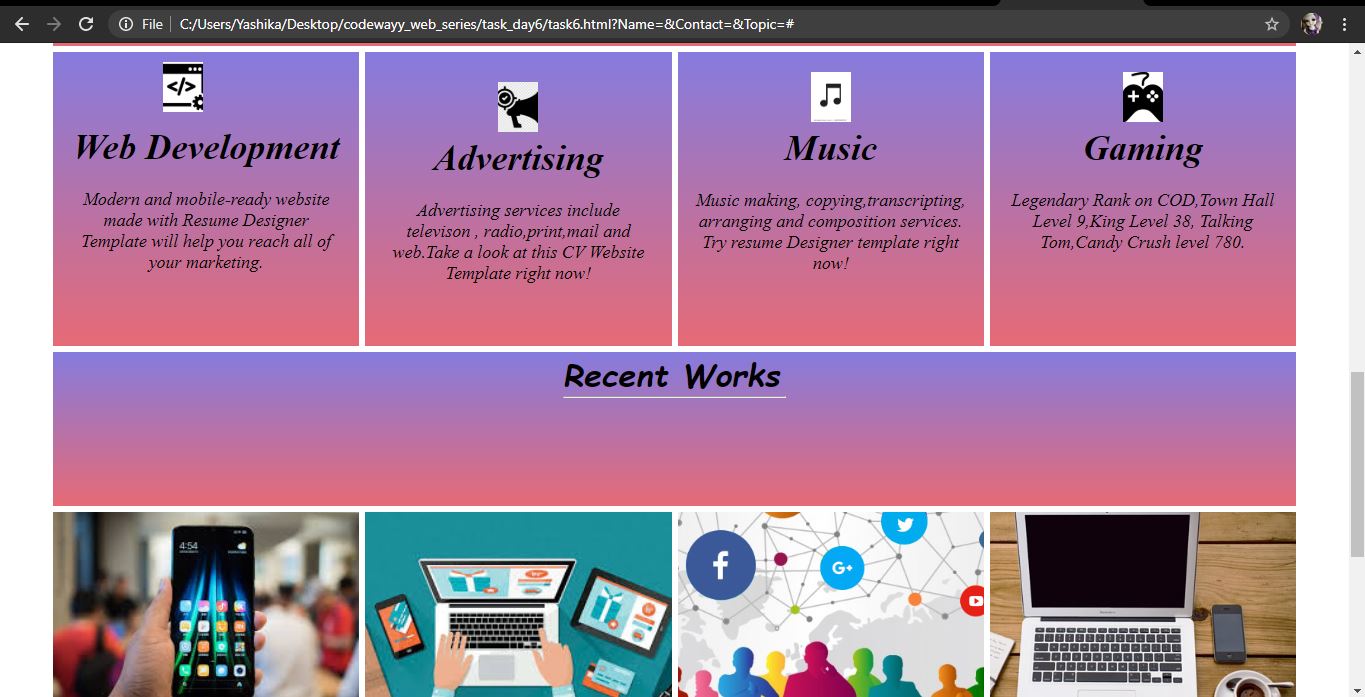 File
C:/Users/Yashika/Desktop/codewayy_web_series/task_day6/task6.html?Name=&Contact=&Topic=#
</>
Web Development
Modern and mobile-ready website
made with Resume Designer
Template will help you reach all of
your marketing.
Advertising
Advertising services include
televison , radio,print,mail and
web.Take a look at this CV Website
Template right now!
Music
Music making, copying,transcripting,
arranging and composition services.
Try resume Designer template right
now!
Gaming
Legendary Rank on COD,Town Hall
Level 9,King Level 38, Talking
Tom,Candy Crush level 780.
Recent Works
4:54
f
G+